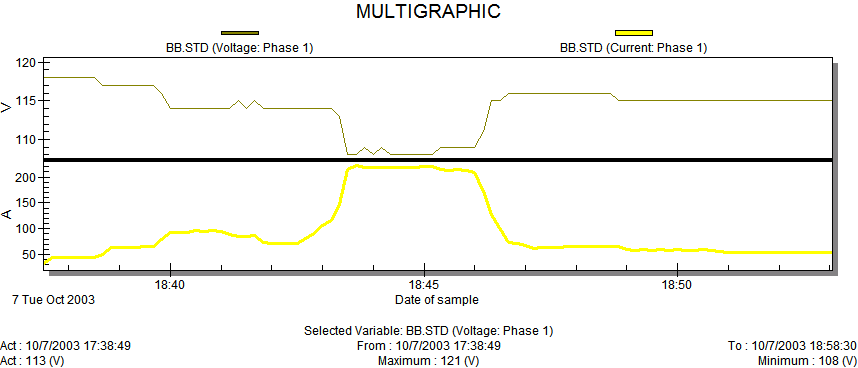 MULTIGRAPHIC
BB.STD (Voltage: Phase 1) BB.STD (Current: Phase 1)
120
V
115
110
200
150
A
100
50
18:40 18:45 18:50
7 Tue Oct 2003 Date of sample
Selected Variable: BB.STD (Voltage: Phase 1)
Act : 10/7/2003 17:38:49 From : 10/7/2003 17:38:49 To : 10/7/2003 18:58:30
Act : 113 (V) Maximum : 121 (V) Minimum : 108 (V)